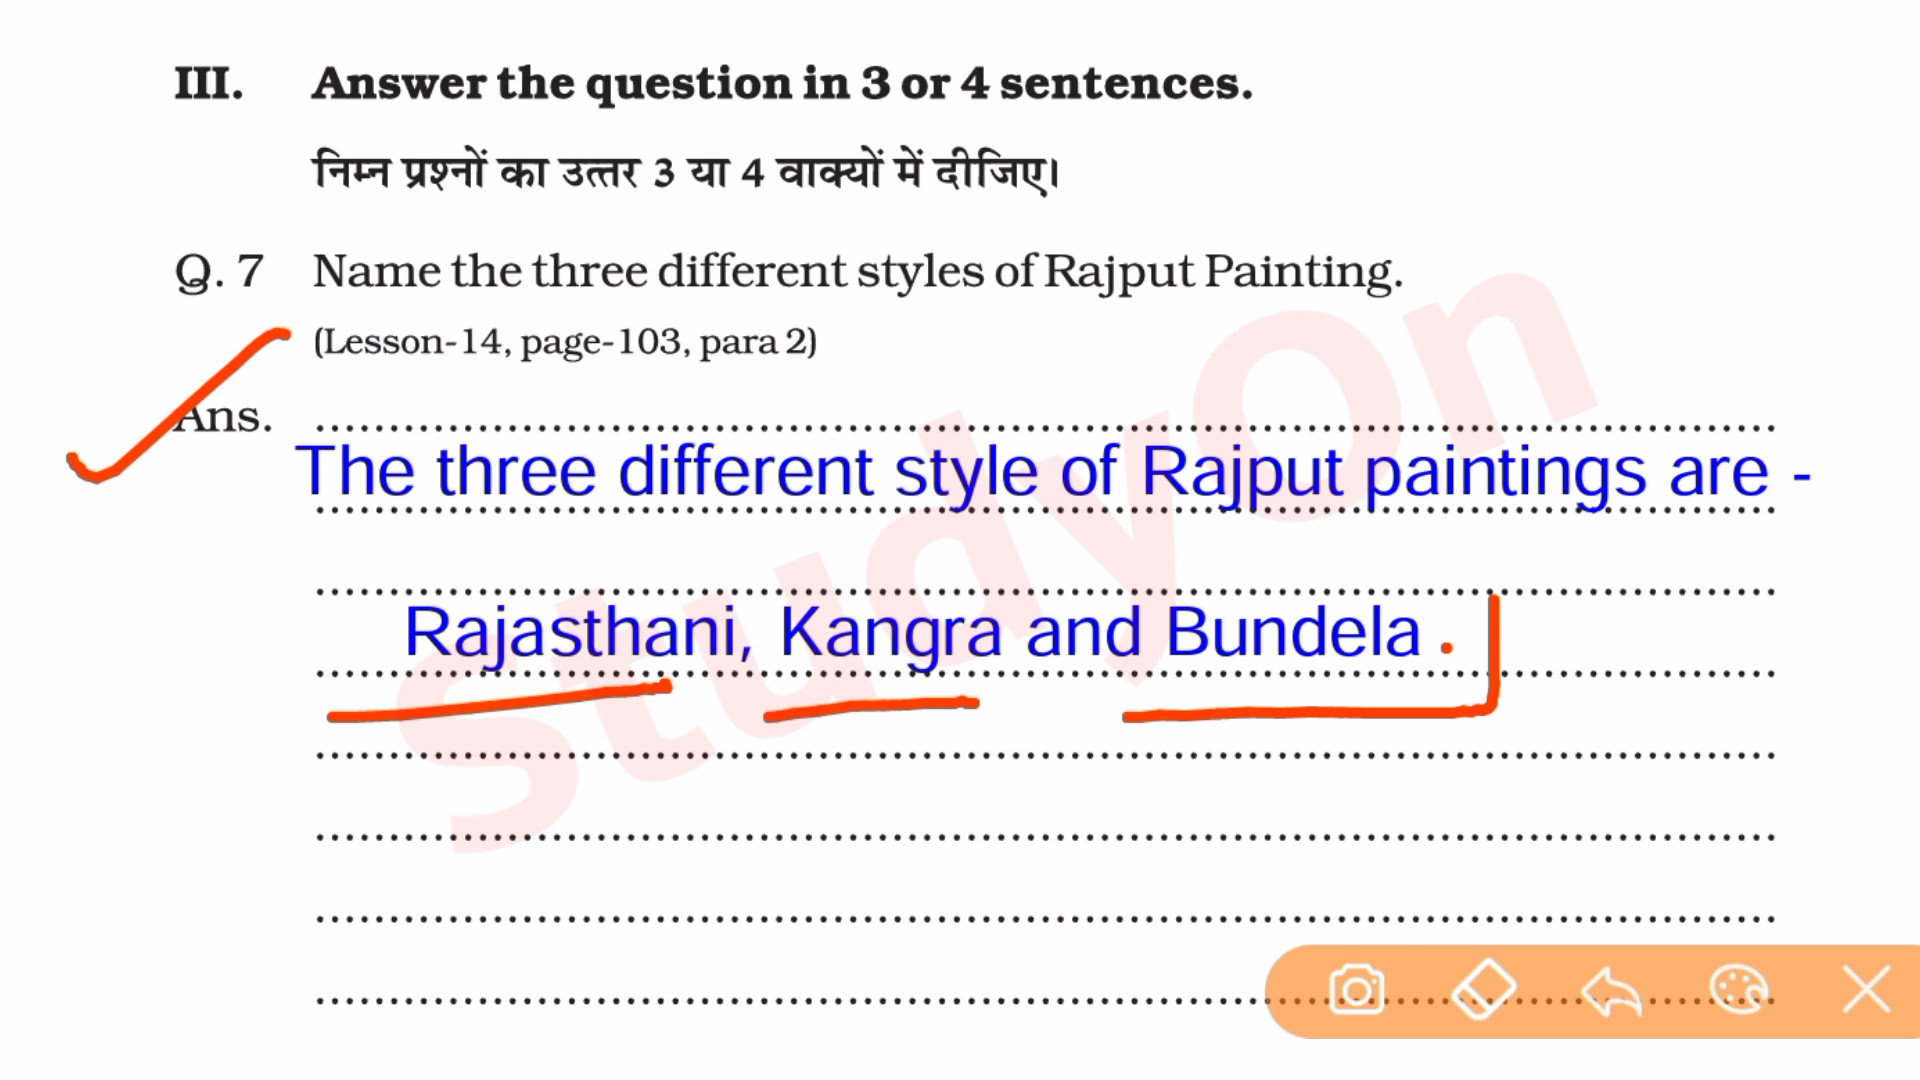 III. Answer the question in 3 or 4 sentences.
निम्न प्रश्नों का उत्तर 3 या 4 वाक्यों में दीजिए।
Q. 7 Name the three different styles of Rajput Painting.
(Lesson-14, page-103, para 2)
Ans.
The three different style of Rajput paintings are -
Rajasthani, Kangra and Bundela .
StudyOn